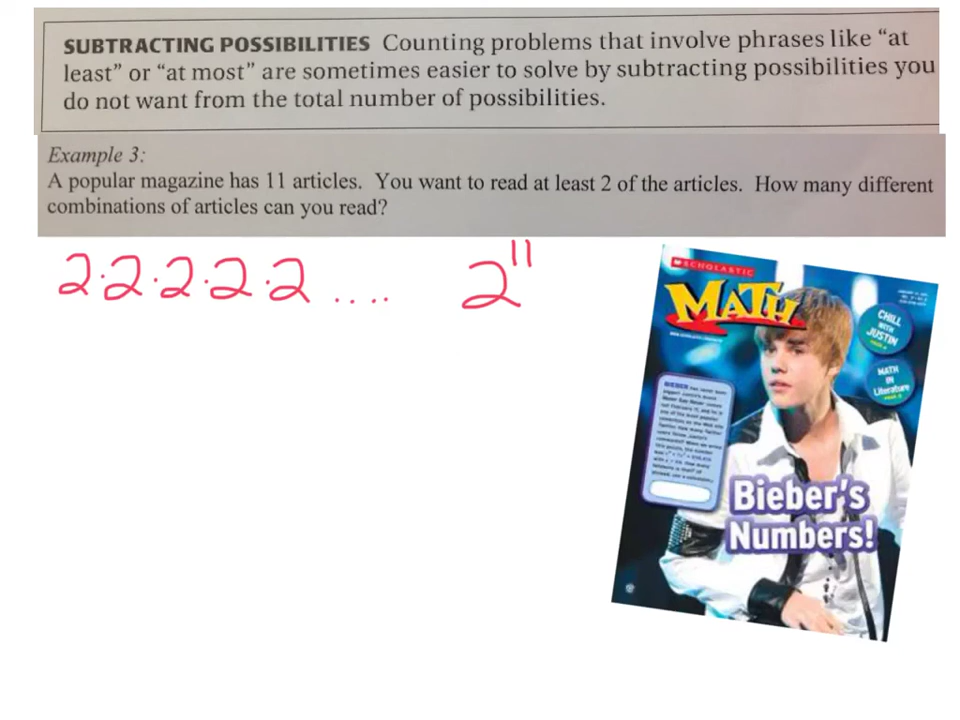 SUBTRACTING POSSIBILITIES Counting problems that involve phrases like “at
least” or “at most” are sometimes easier to solve by subtracting possibilities you
do not want from the total number of possibilities.
Example 3:
A popular magazine has 11 articles. You want to read at least 2 of the articles. How many different
combinations of articles can you read?
2·2·2·2·2 ....
2^11
SCHOLASTIC
MATH
CHILL
WITH
JUSTIN
MATH
IN
Literature
Bieber's
Numbers!